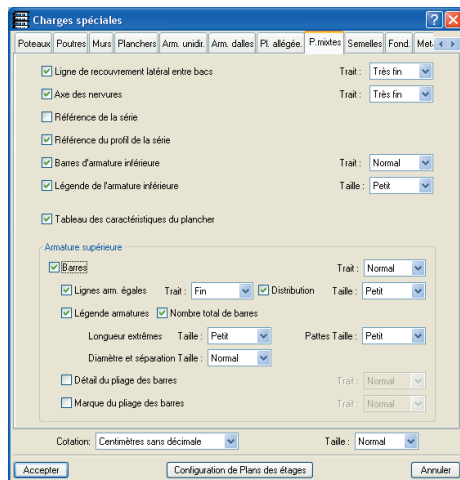 Charges spéciales
Poteaux Poutres Murs Planchers Arm. unidir. Arm. dalles Pl. allégée. P.mixtes Semelles Fond. Met
Ligne de recouvrement latéral entre bacs Trait : Très fin
Axe des nervures Trait : Très fin
Référence de la série
Référence du profil de la série
Barres d'armature inférieure Trait : Normal
Légende de l'armature inférieure Taille : Petit
Tableau des caractéristiques du plancher
Armature supérieure
Barres Trait : Normal
Lignes arm. égales Trait : Fin Distribution Taille : Petit
Légende armatures Nombre total de barres
Longueur extrêmes Taille : Petit Pattes Taille : Petit
Diamètre et séparation Taille : Normal
Détail du pliage des barres Trait : Normal
Marque du pliage des barres Trait : Normal
Cotation: Centimètres sans décimale Taille : Normal
Accepter Configuration de Plans des étages Annuler